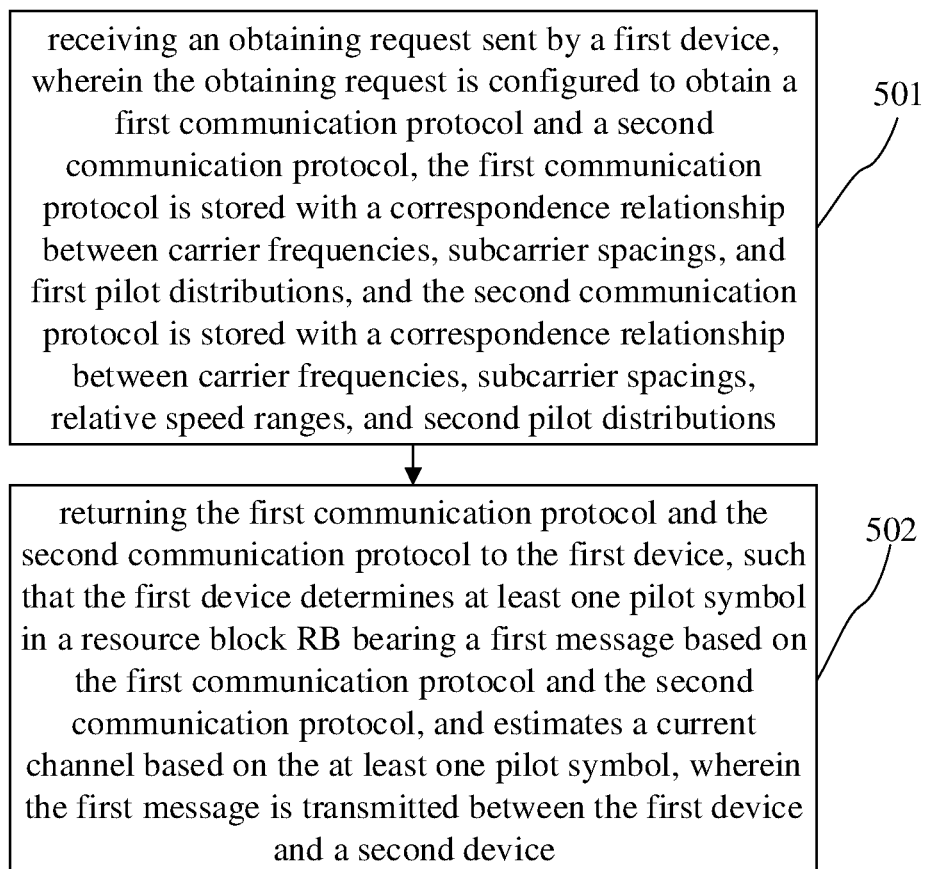 receiving an obtaining request sent by a first device,
wherein the obtaining request is configured to obtain a
first communication protocol and a second
communication protocol, the first communication
protocol is stored with a correspondence relationship
between carrier frequencies, subcarrier spacings, and
first pilot distributions, and the second communication
protocol is stored with a correspondence relationship
between carrier frequencies, subcarrier spacings,
relative speed ranges, and second pilot distributions
501
returning the first communication protocol and the
second communication protocol to the first device, such
that the first device determines at least one pilot symbol
in a resource block RB bearing a first message based on
the first communication protocol and the second
communication protocol, and estimates a current
channel based on the at least one pilot symbol, wherein
the first message is transmitted between the first device
and a second device
502